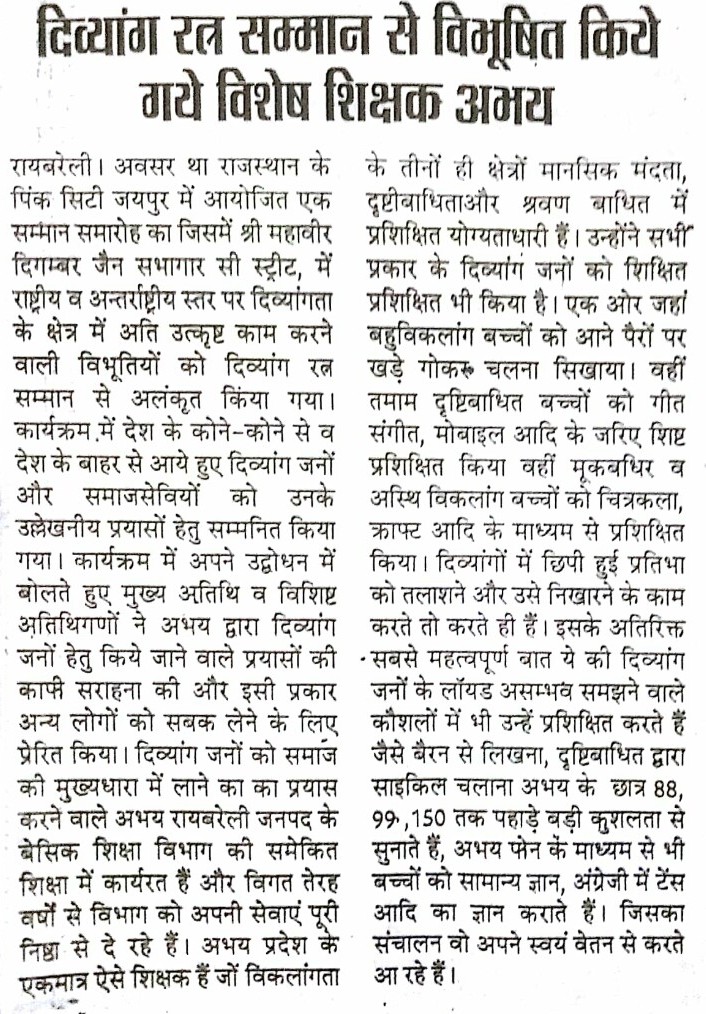 दिव्यांग रत्न सम्मान से विभूषित किये
गये विशेष शिक्षक अभय
रायबरेली। अवसर था राजस्थान के
पिंक सिटी जयपुर में आयोजित एक
सम्मान समारोह का जिसमें श्री महावीर
दिगम्बर जैन सभागार सी स्ट्रीट, में
राष्ट्रीय व अन्तर्राष्ट्रीय स्तर पर दिव्यांगता
के क्षेत्र में अति उत्कृष्ट काम करने
वाली विभूतियों को दिव्यांग रत्न
सम्मान से अलंकृत किया गया।
कार्यक्रम में देश के कोने-कोने से व
देश के बाहर से आये हुए दिव्यांग जनों
और समाजसेवियों को उनके
उल्लेखनीय प्रयासों हेतु सम्मनित किया
गया। कार्यक्रम में अपने उद्बोधन में
बोलते हुए मुख्य अतिथि व विशिष्ट
अतिथिगणों ने अभय द्वारा दिव्यांग
जनों हेतु किये जाने वाले प्रयासों की
काफी सराहना की और इसी प्रकार
अन्य लोगों को सबक लेने के लिए
प्रेरित किया। दिव्यांग जनों को समाज
की मुख्यधारा में लाने का का प्रयास
करने वाले अभय रायबरेली जनपद के
बेसिक शिक्षा विभाग की समेकित
शिक्षा में कार्यरत हैं और विगत तेरह
वर्षों से विभाग को अपनी सेवाएं पूरी
निष्ठा से दे रहे हैं। अभय प्रदेश के
एकमात्र ऐसे शिक्षक हैं जों विकलांगता
के तीनों ही क्षेत्रों मानसिक मंदता,
दृष्टीबाधिताऔर श्रवण बाधित में
प्रशिक्षित योग्यताधारी हैं। उन्होंने सभी
प्रकार के दिव्यांग जनों को शिक्षित
प्रशिक्षित भी किया है। एक ओर जहां
बहुविकलांग बच्चों को आने पैरों पर
खड़े गोकरू चलना सिखाया। वहीं
तमाम दृष्टिबाधित बच्चों को गीत
संगीत, मोबाइल आदि के जरिए शिष्ट
प्रशिक्षित किया वहीं मूकबधिर व
अस्थि विकलांग बच्चों को चित्रकला,
क्राफ्ट आदि के माध्यम से प्रशिक्षित
किया। दिव्यांगों में छिपी हुई प्रतिभा
को तलाशने और उसे निखारने के काम
करते तो करते ही हैं। इसके अतिरिक्त
सबसे महत्वपूर्ण बात ये की दिव्यांग
जनों के लॉयड असम्भव समझने वाले
कौशलों में भी उन्हें प्रशिक्षित करते हैं
जैसे बैरन से लिखना, दृष्टिबाधित द्वारा
साइकिल चलाना अभय के छात्र 88,
99,150 तक पहाड़े बड़ी कुशलता से
सुनाते हैं, अभय फोन के माध्यम से भी
बच्चों को सामान्य ज्ञान, अंग्रेजी में टेंस
आदि का ज्ञान कराते हैं। जिसका
संचालन वो अपने स्वयं वेतन से करते
आ रहे हैं।